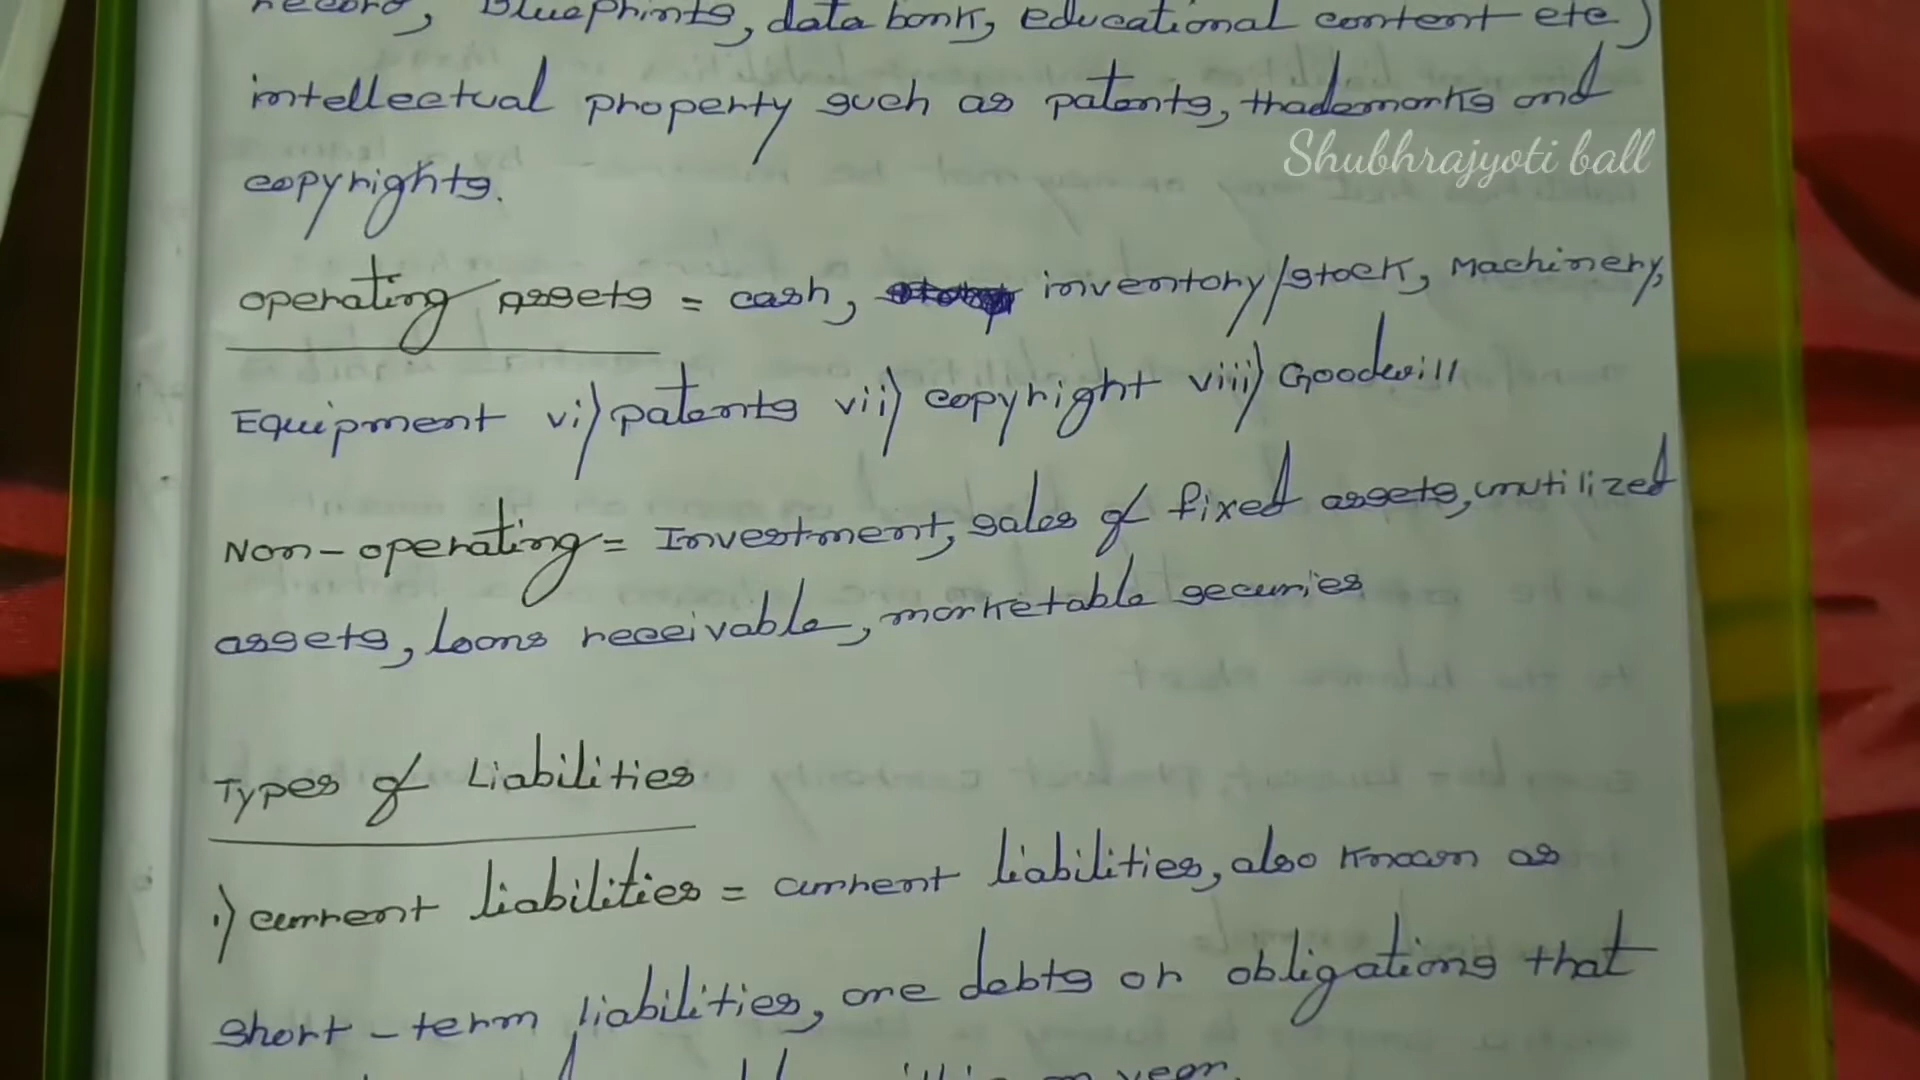 record, Blueprints, data bank, educational content etc)
intellectual property such as patents, trademarks and
Shubhrajyoti ball
copyrights.
operating Assets = cash, inventory/stock, Machinery,
Equipment vi) patents vii) copyright viii) Goodwill
Non-operating = Investment, sales of fixed assets, unutilized
assets, loans receivable, marketable securies
Types of Liabilities
i) current liabilities = current liabilities, also known as
short-term liabilities, are debts or obligations that
year.